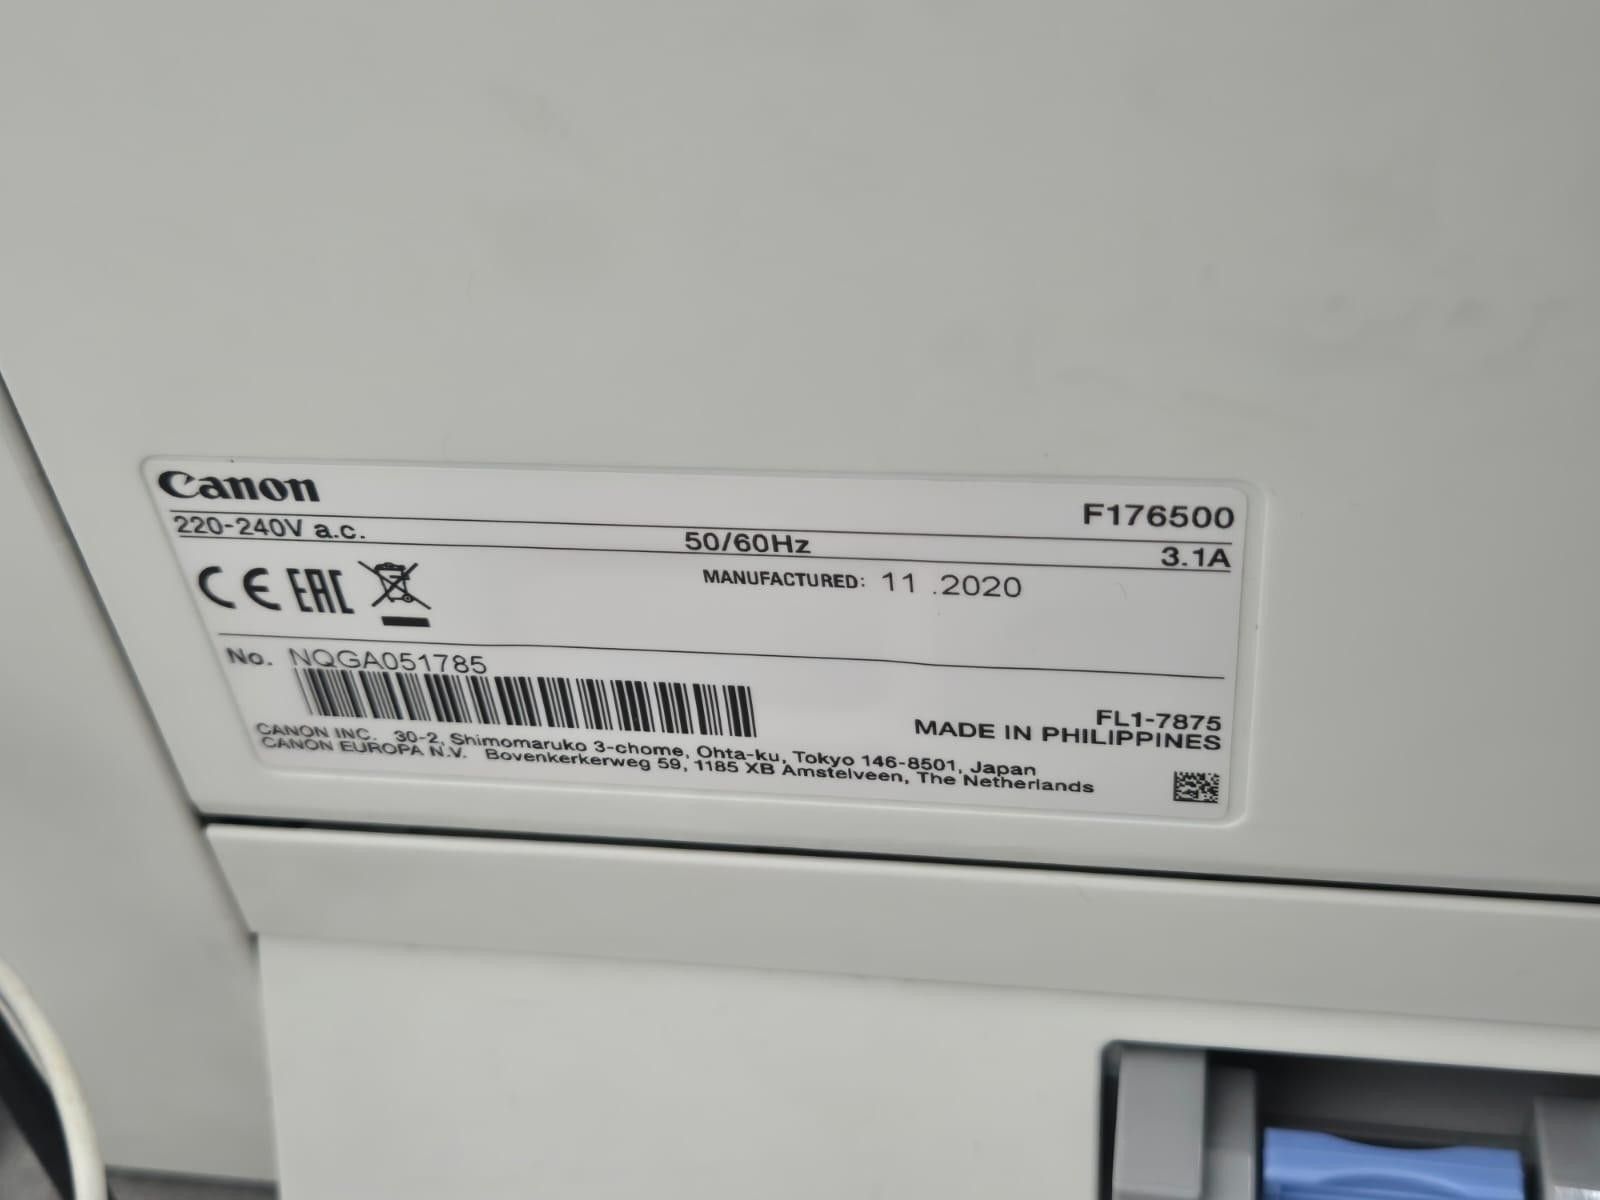 Canon
F176500
220-240V a.c.
50/60Hz
3.1A
CE EAC
MANUFACTURED: 11 .2020
No. NQGA051785
FL1-7875
MADE IN PHILIPPINES
CANON INC. 30-2, Shimomaruko 3-chome, Ohta-ku, Tokyo 146-8501, Japan
CANON EUROPA N.V. Bovenkerkerweg 59, 1185 XB Amstelveen, The Netherlands